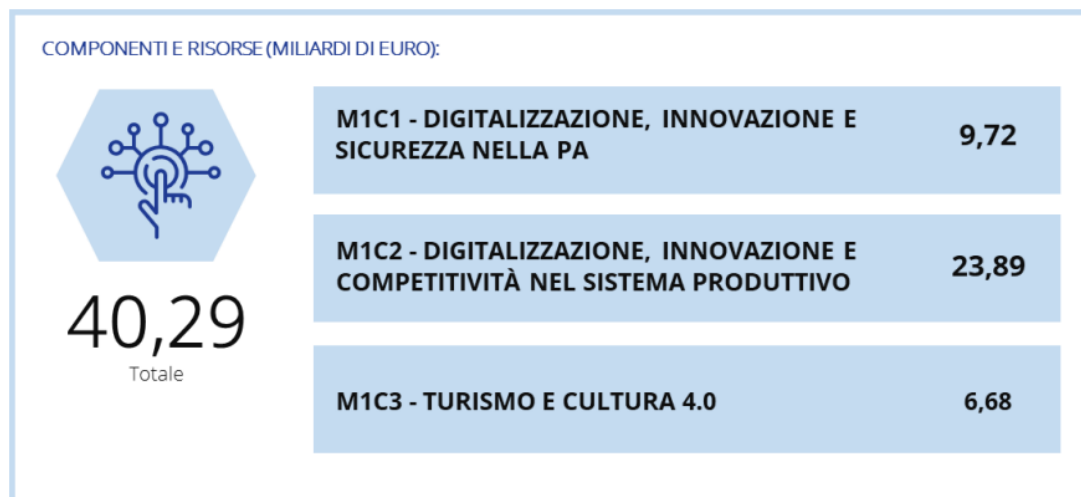 COMPONENTI E RISORSE (MILIARDI DI EURO):
M1C1 - DIGITALIZZAZIONE, INNOVAZIONE E
SICUREZZA NELLA PA
9,72
M1C2 - DIGITALIZZAZIONE, INNOVAZIONE E
COMPETITIVITÀ NEL SISTEMA PRODUTTIVO
23,89
40,29
Totale
M1C3 - TURISMO E CULTURA 4.0
6,68